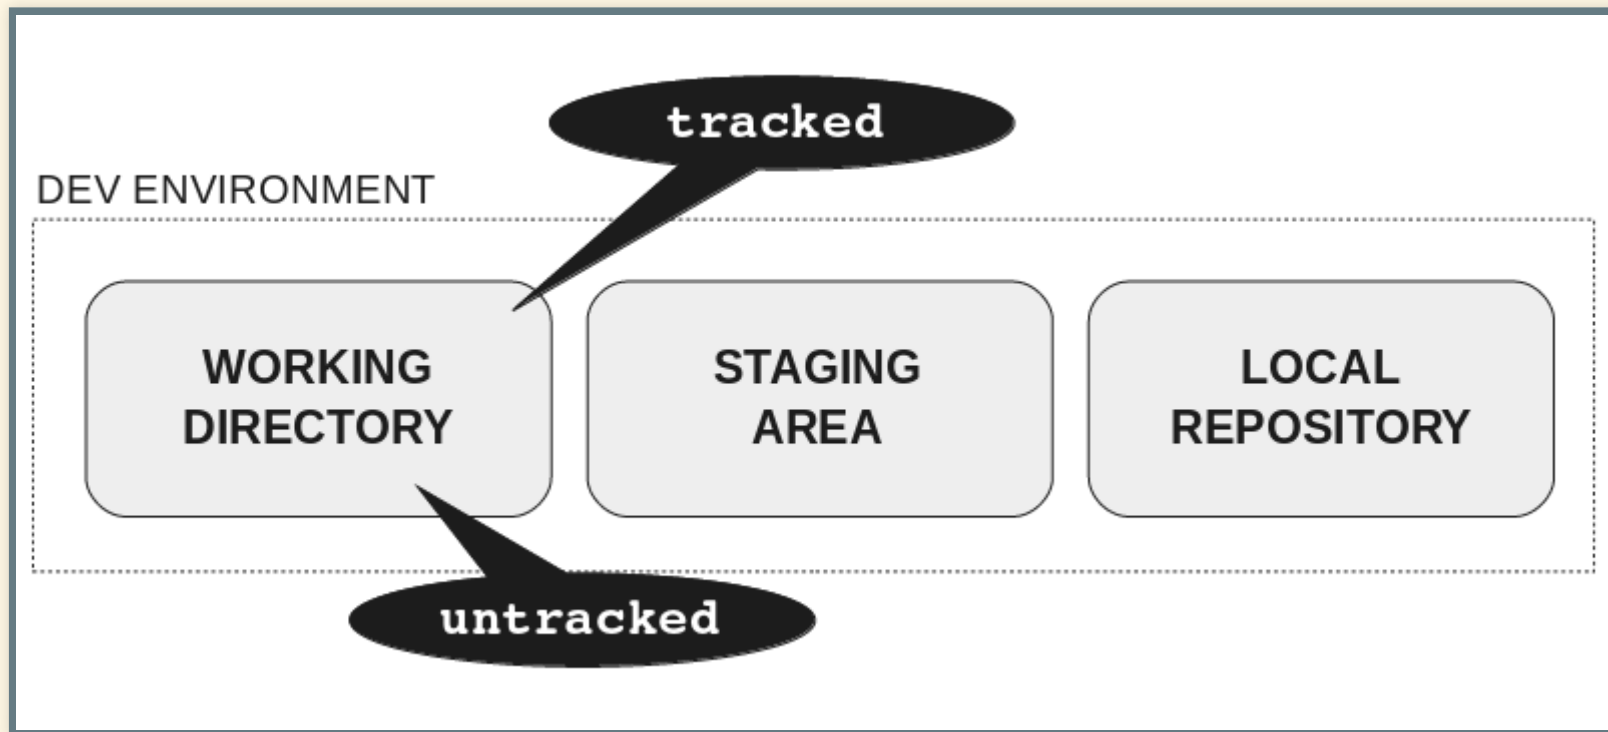 tracked
DEV ENVIRONMENT
WORKING
DIRECTORY
STAGING
AREA
LOCAL
REPOSITORY
untracked